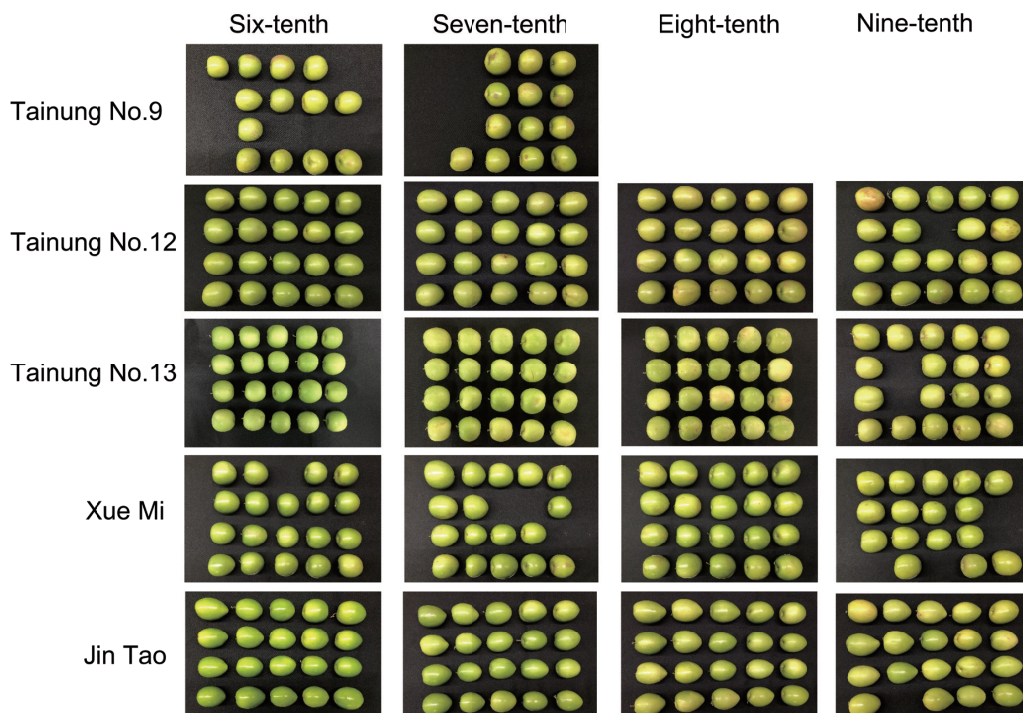 Six-tenth Seven-tenth Eight-tenth Nine-tenth
Tainung No.9
Tainung No.12
Tainung No.13
Xue Mi
Jin Tao